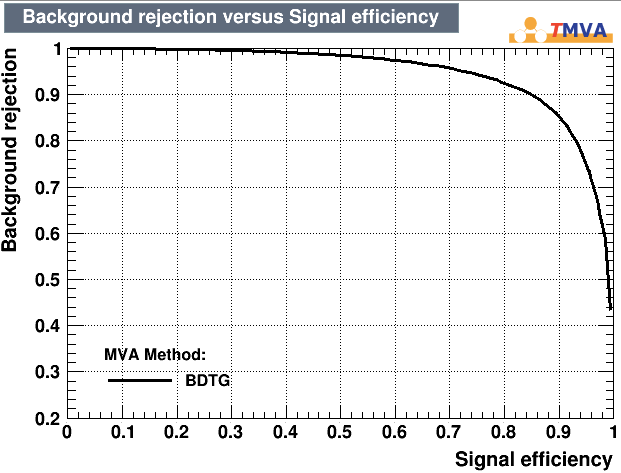 Background rejection versus Signal efficiency
TMVA
Background rejection
1
0.9
0.8
0.7
0.6
0.5
0.4
0.3
0.2
MVA Method:
BDTG
0 0.1 0.2 0.3 0.4 0.5 0.6 0.7 0.8 0.9 1
Signal efficiency